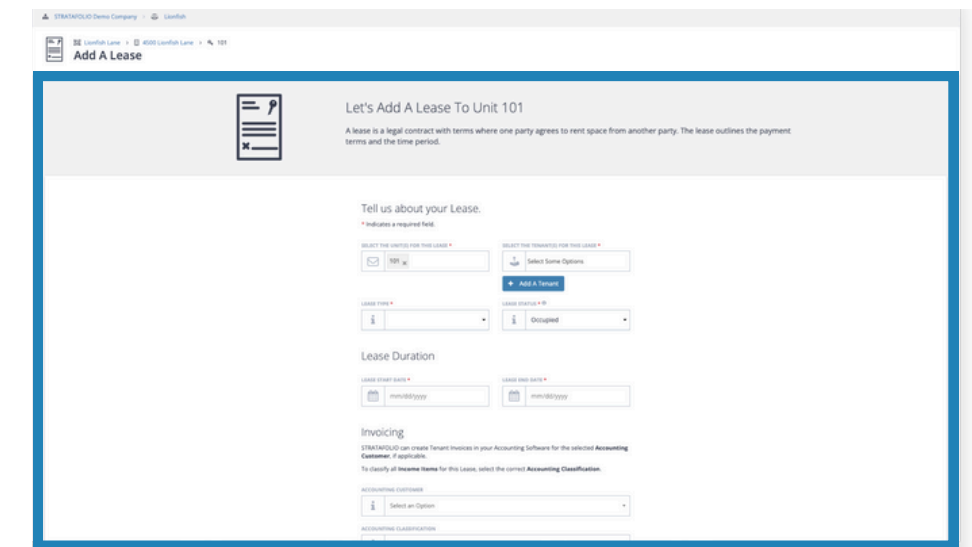 STRATAFOLIO Demo Company > Lionfish
Lionfish Lane > 4500 Lionfish Lane > 101
Add A Lease
Let's Add A Lease To Unit 101
A lease is a legal contract with terms where one party agrees to rent space from another party. The lease outlines the payment
terms and the time period.
Tell us about your Lease.
* Indicates a required field.
SELECT THE UNIT(S) FOR THIS LEASE * SELECT THE TENANT(S) FOR THIS LEASE *
101 x Select Some Options
+ Add A Tenant
LEASE TYPE * LEASE STATUS *
Occupied
Lease Duration
LEASE START DATE * LEASE END DATE *
mm/dd/yyyy mm/dd/yyyy
Invoicing
STRATAFOLIO can create Tenant Invoices in your Accounting Software for the selected Accounting
Customer, if applicable.
To classify all Income Items for this Lease, select the correct Accounting Classification.
ACCOUNTING CUSTOMER
Select an Option
ACCOUNTING CLASSIFICATION